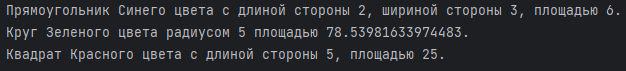 Прямоугольник Синего цвета с длиной стороны 2, шириной стороны 3, площадью 6.
Круг Зеленого цвета радиусом 5 площадью 78.53981633974483.
Квадрат Красного цвета с длиной стороны 5, площадью 25.